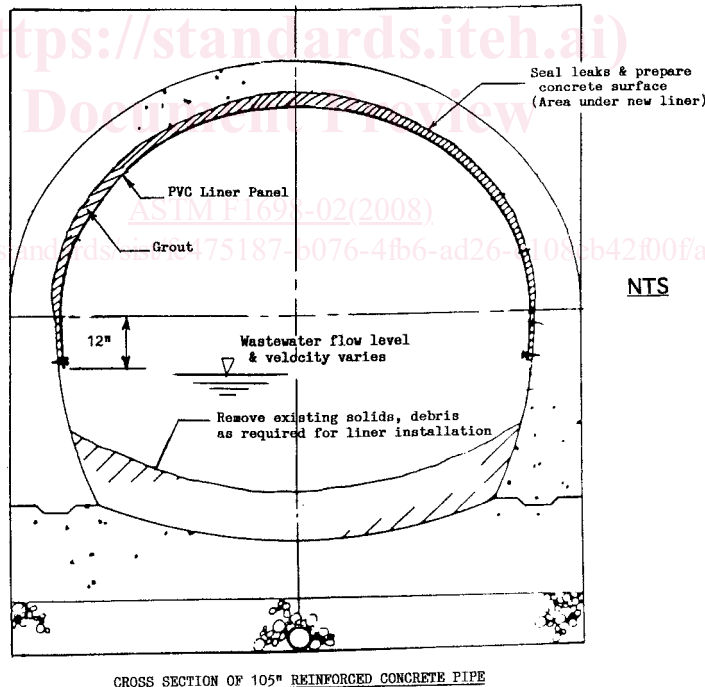 https://standards.iteh.ai)
Document Preview
Seal leaks & prepare
concrete surface
(Area under new liner)
PVC Liner Panel
ASTM F1698-02(2008)
Grout
NTS
12"
Wastewater flow level
& velocity varies
Remove existing solids, debris
as required for liner installation
CROSS SECTION OF 105" REINFORCED CONCRETE PIPE